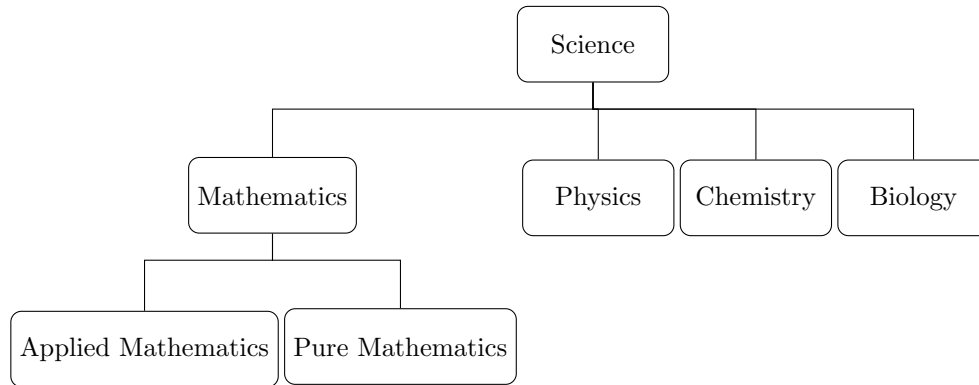 Science
Mathematics
Physics
Chemistry
Biology
Applied Mathematics
Pure Mathematics